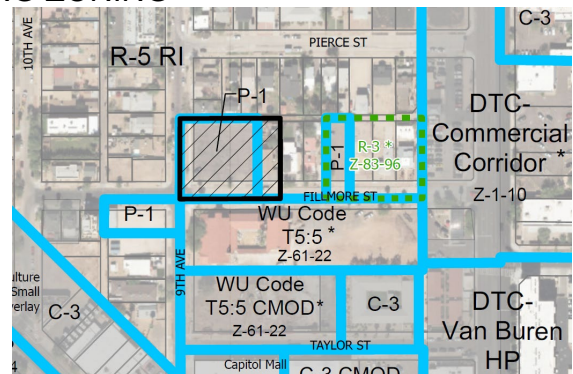 C-3
10TH AVE
PIERCE ST
R-5 RI
P-1
DTC-
Commercial
Corridor *
Z-1-10
P-1
R-3 *
Z-83-96
FILLMORE ST
P-1
WU Code
T5:5 *
Z-61-22
9TH AVE
ulture
Small
erlay
C-3
WU Code
T5:5 CMOD*
Z-61-22
C-3
DTC-
Van Buren
HP
TAYLOR ST
Capitol Mall
C-3 CMOD